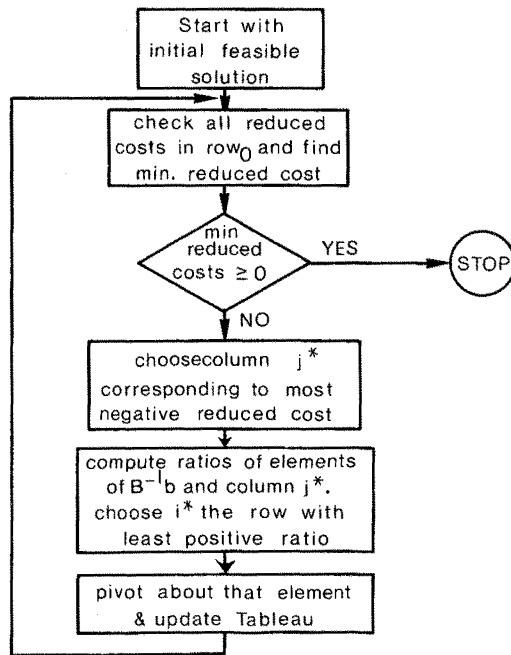 Start with
initial feasible
solution
check all reduced
costs in row0 and find
min. reduced cost
min
reduced
costs ≥ 0
YES
STOP
NO
choosecolumn j*
corresponding to most
negative reduced cost
compute ratios of elements
of B⁻¹b and column j*.
choose i* the row with
least positive ratio
pivot about that element
& update Tableau